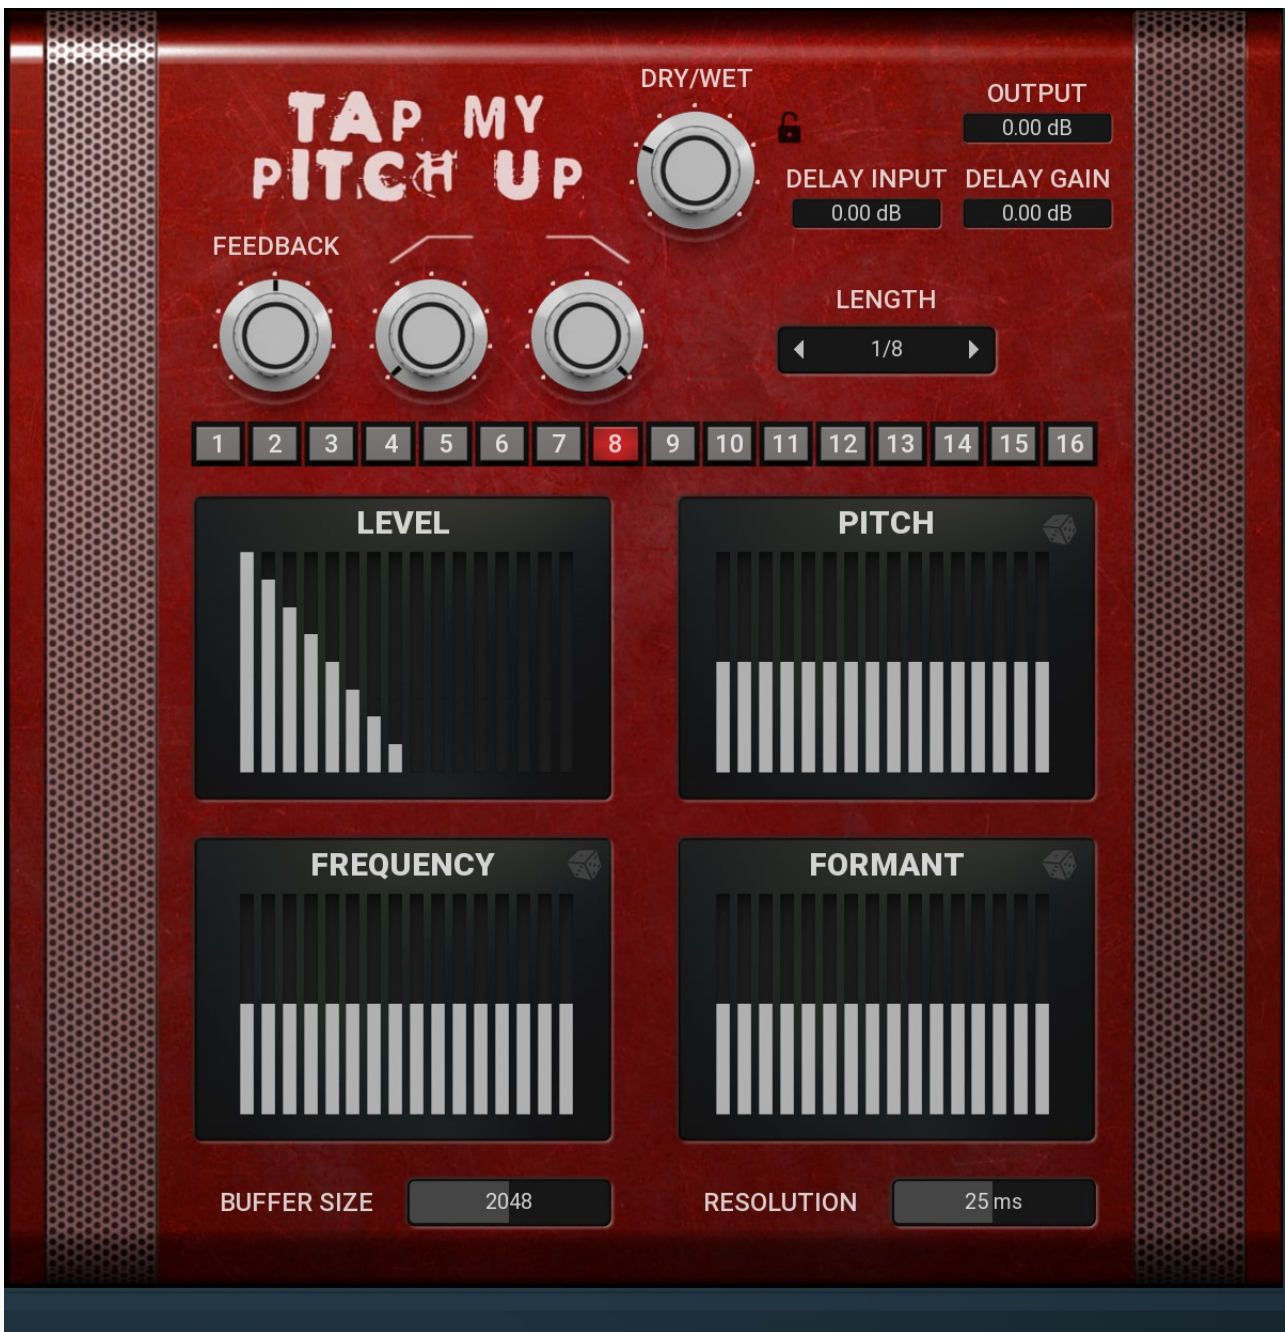 TAP MY
PITCH UP
DRY/WET
OUTPUT
0.00 dB
DELAY INPUT
DELAY GAIN
0.00 dB
0.00 dB
FEEDBACK
LENGTH
1/8
1 2 3 4 5 6 7 8 9 10 11 12 13 14 15 16
LEVEL
PITCH
FREQUENCY
FORMANT
BUFFER SIZE
2048
RESOLUTION
25 ms